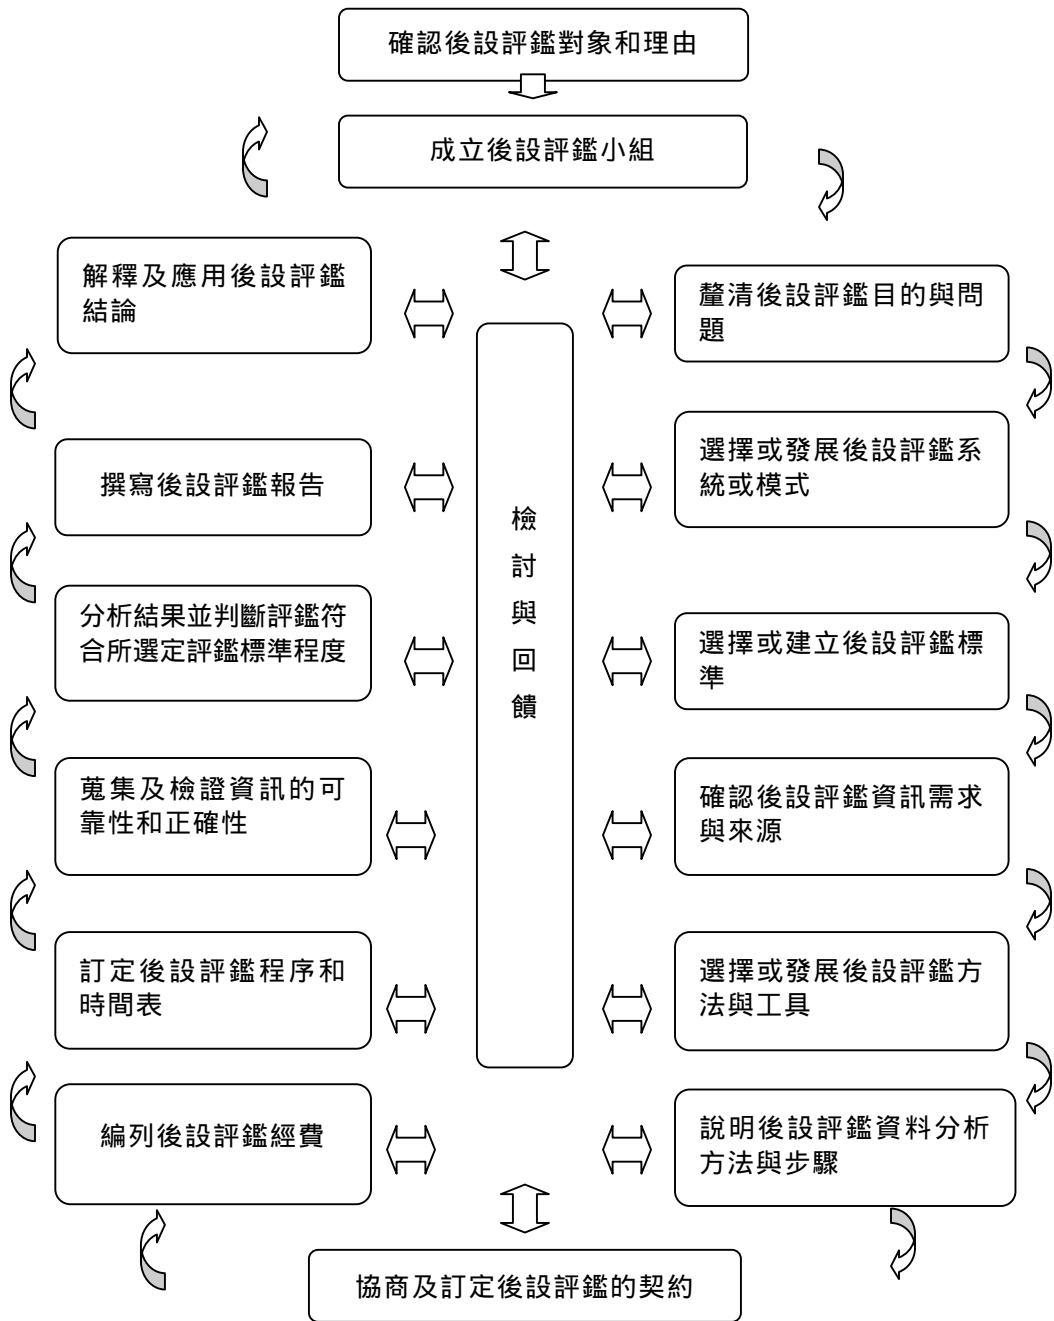 確認後設評鑑對象和理由
成立後設評鑑小組
解釋及應用後設評鑑
結論
釐清後設評鑑目的與問
題
撰寫後設評鑑報告
選擇或發展後設評鑑系
統或模式
檢
討
與
回
饋
分析結果並判斷評鑑符
合所選定評鑑標準程度
選擇或建立後設評鑑標
準
蒐集及檢證資訊的可
靠性和正確性
確認後設評鑑資訊需求
與來源
訂定後設評鑑程序和
時間表
選擇或發展後設評鑑方
法與工具
編列後設評鑑經費
說明後設評鑑資料分析
方法與步驟
協商及訂定後設評鑑的契約